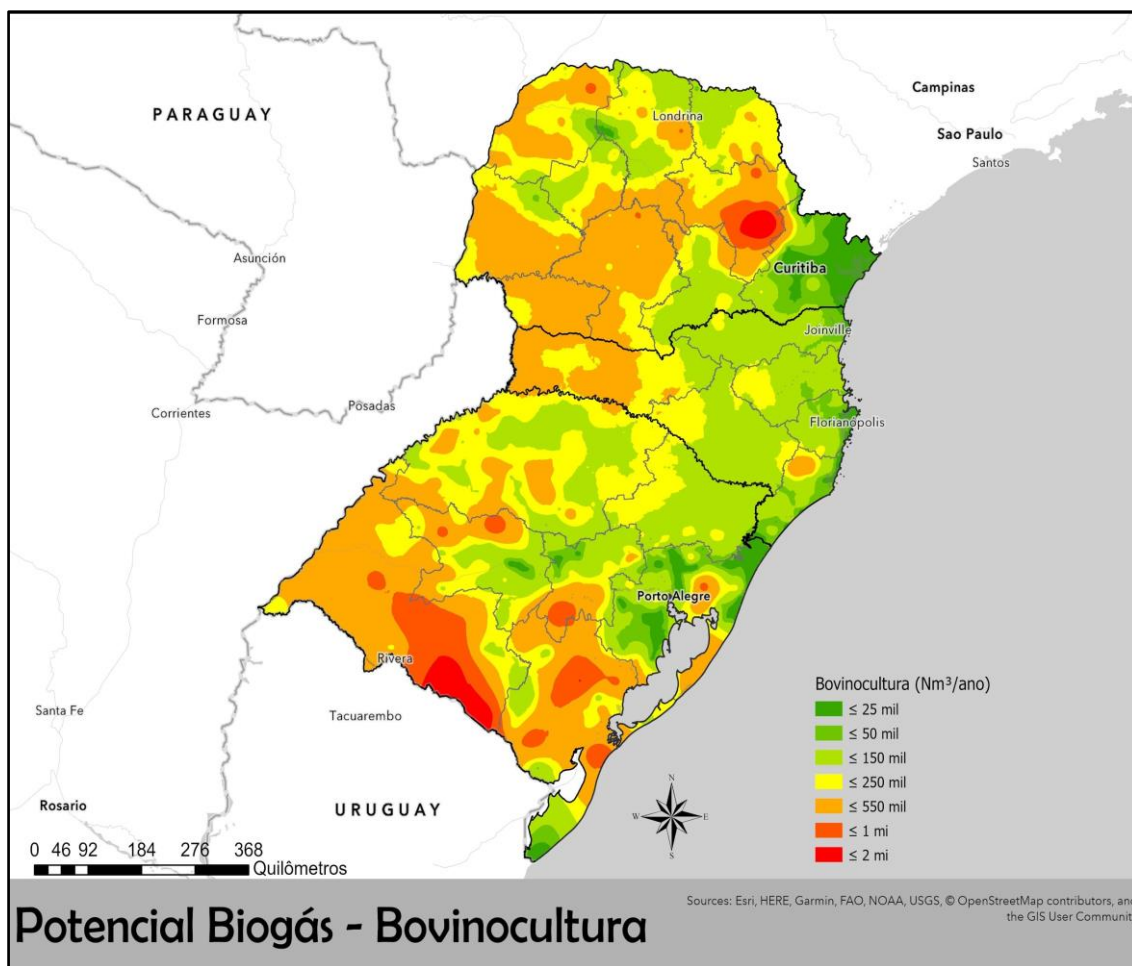 Campinas
PARAGUAY
Londrina
Sao Paulo
Santos
Asunción
Curitiba
Formosa
Joinville
Posadas
Corrientes
Florianópolis
Porto Alegre
Rivera
Bovinocultura (Nm³/ano)
≤ 25 mil
≤ 50 mil
≤ 150 mil
≤ 250 mil
≤ 550 mil
≤ 1 mi
≤ 2 mi
Santa Fe
Tacuarembo
N
W E
S
Rosario
URUGUAY
0 46 92 184 276 368
Quilômetros
Potencial Biogás - Bovinocultura
Sources: Esri, HERE, Garmin, FAO, NOAA, USGS, © OpenStreetMap contributors, and
the GIS User Communit